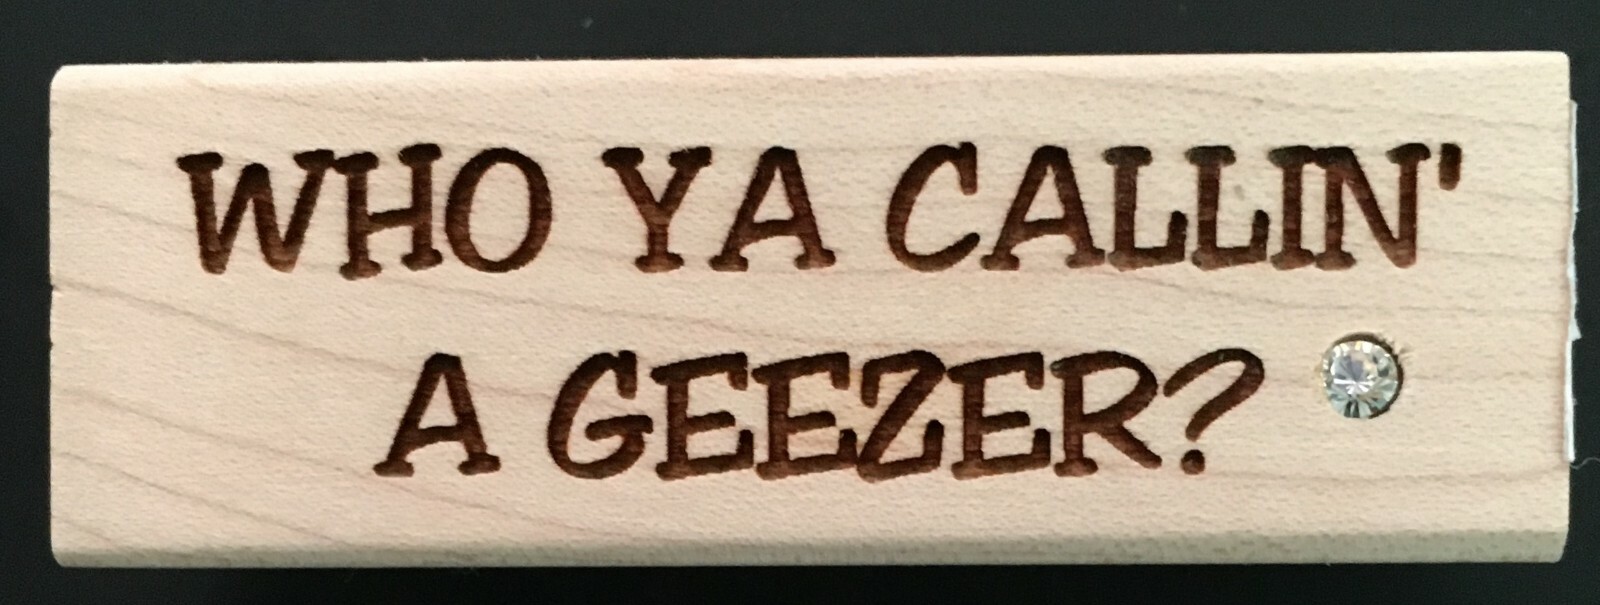 WHO YA CALLIN'
A GEEZER?